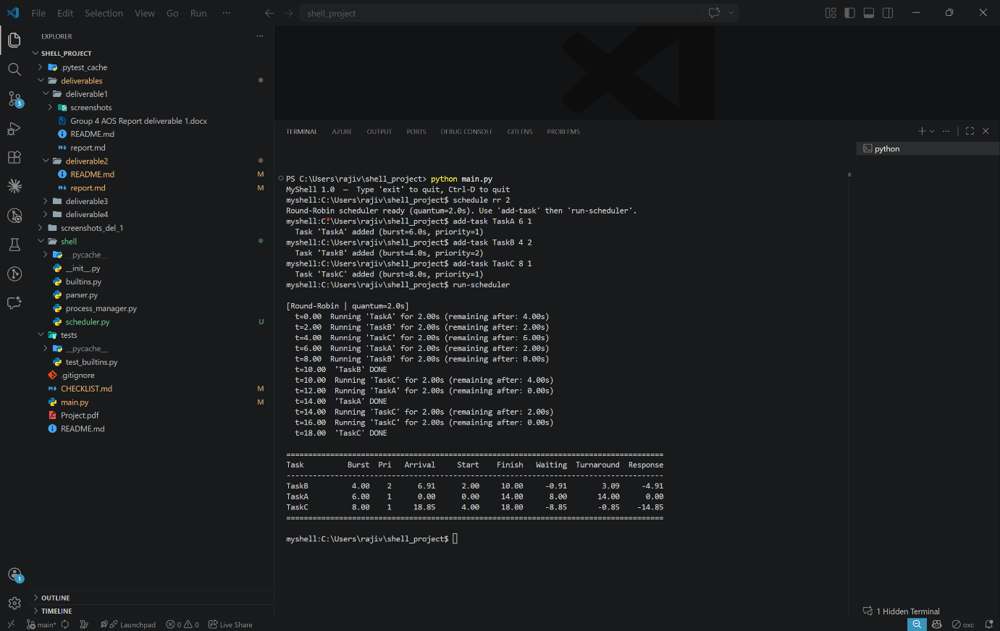 File Edit Selection View Go Run ···
shell_project
EXPLORER ···
SHELL_PROJECT
.pytest_cache
deliverables
deliverable1
screenshots
Group 4 AOS Report deliverable 1.docx
README.md
report.md
deliverable2
README.md M
report.md M
deliverable3
deliverable4
screenshots_del_1
shell
__pycache__
__init__.py
builtins.py
parser.py
process_manager.py
scheduler.py U
tests
__pycache__
test_builtins.py
.gitignore
CHECKLIST.md M
main.py M
Project.pdf
README.md
OUTLINE
TIMELINE
5
1
TERMINAL AZURE OUTPUT PORTS DEBUG CONSOLE GITLENS PROBLEMS
python
PS C:\Users\rajiv\shell_project> python main.py
MyShell 1.0 — Type 'exit' to quit, Ctrl-D to quit
myshell:C:\Users\rajiv\shell_project$ schedule rr 2
Round-Robin scheduler ready (quantum=2.0s). Use 'add-task' then 'run-scheduler'.
myshell:C:\Users\rajiv\shell_project$ add-task TaskA 6 1
Task 'TaskA' added (burst=6.0s, priority=1)
myshell:C:\Users\rajiv\shell_project$ add-task TaskB 4 2
Task 'TaskB' added (burst=4.0s, priority=2)
myshell:C:\Users\rajiv\shell_project$ add-task TaskC 8 1
Task 'TaskC' added (burst=8.0s, priority=1)
myshell:C:\Users\rajiv\shell_project$ run-scheduler
[Round-Robin | quantum=2.0s]
t=0.00 Running 'TaskA' for 2.00s (remaining after: 4.00s)
t=2.00 Running 'TaskB' for 2.00s (remaining after: 2.00s)
t=4.00 Running 'TaskC' for 2.00s (remaining after: 6.00s)
t=6.00 Running 'TaskA' for 2.00s (remaining after: 2.00s)
t=8.00 Running 'TaskB' for 2.00s (remaining after: 0.00s)
t=10.00 'TaskB' DONE
t=10.00 Running 'TaskC' for 2.00s (remaining after: 4.00s)
t=12.00 Running 'TaskA' for 2.00s (remaining after: 0.00s)
t=14.00 'TaskA' DONE
t=14.00 Running 'TaskC' for 2.00s (remaining after: 2.00s)
t=16.00 Running 'TaskC' for 2.00s (remaining after: 0.00s)
t=18.00 'TaskC' DONE
=====================================================================================
Task Burst Pri Arrival Start Finish Waiting Turnaround Response
-------------------------------------------------------------------------------------
TaskB 4.00 2 6.91 2.00 10.00 -0.91 3.09 -4.91
TaskA 6.00 1 0.00 0.00 14.00 8.00 14.00 0.00
TaskC 8.00 1 18.85 4.00 18.00 -8.85 -0.85 -14.85
=====================================================================================
myshell:C:\Users\rajiv\shell_project$
1 Hidden Terminal
main* Launchpad 0 0 Live Share oxc